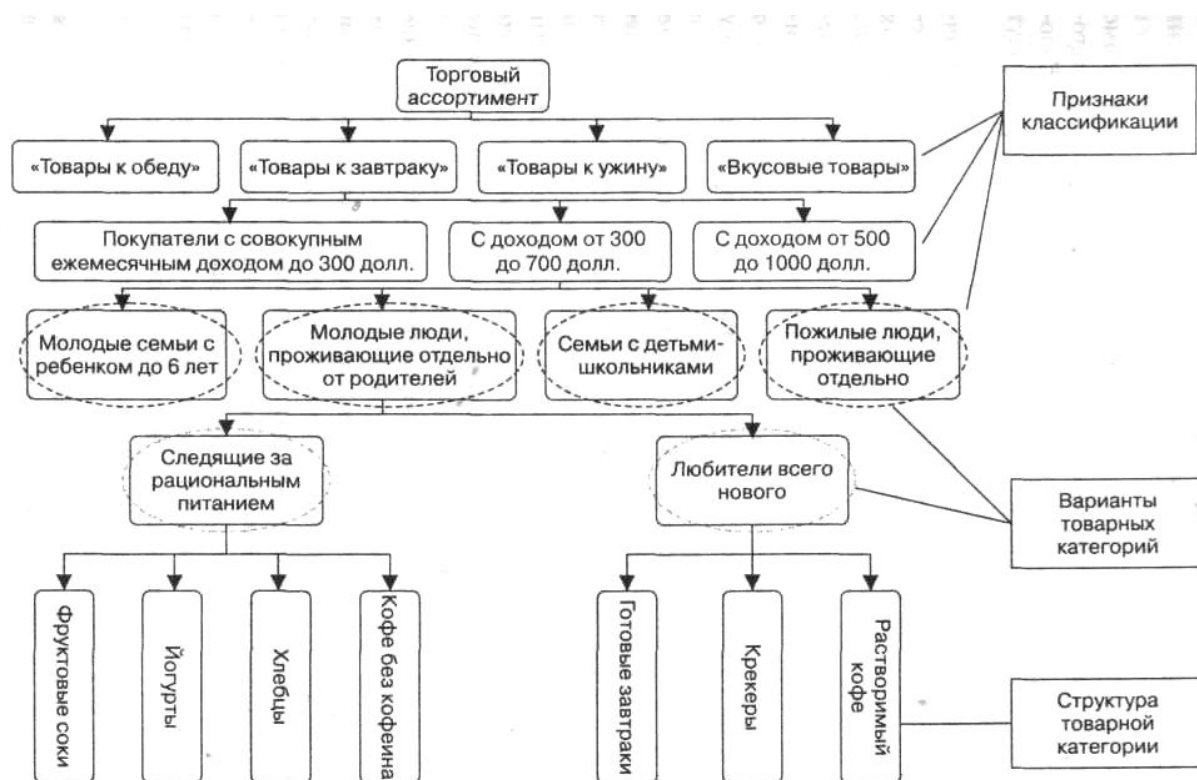 Торговый
ассортимент
Признаки
классификации
«Товары к обеду»
«Товары к завтраку»
«Товары к ужину»
«Вкусовые товары»
Покупатели с совокупным
ежемесячным доходом до 300 долл.
С доходом от 300
до 700 долл.
С доходом от 500
до 1000 долл.
Молодые семьи с
ребенком до 6 лет
Молодые люди,
проживающие отдельно
от родителей
Семьи с детьми-
школьниками
Пожилые люди,
проживающие
отдельно
Следящие за
рациональным
питанием
Любители всего
нового
Варианты
товарных
категорий
Фруктовые соки
Йогурты
Хлебцы
Кофе без кофеина
Готовые завтраки
Крекеры
Растворимый
кофе
Структура
товарной
категории